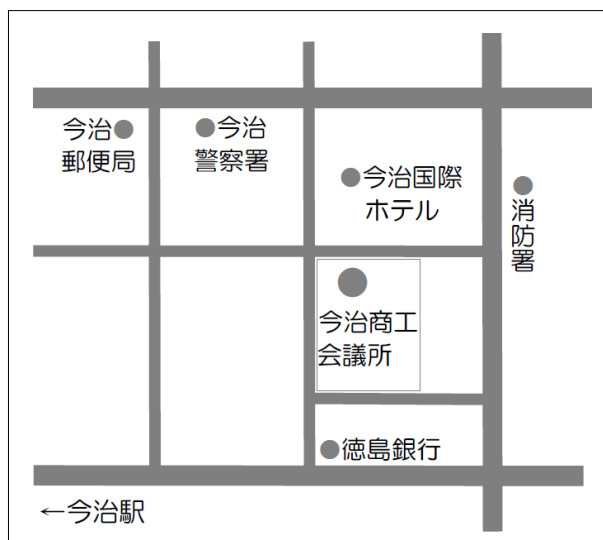 今治
郵便局
今治
警察署
今治国際
ホテル
消防署
今治商工
会議所
徳島銀行
←今治駅